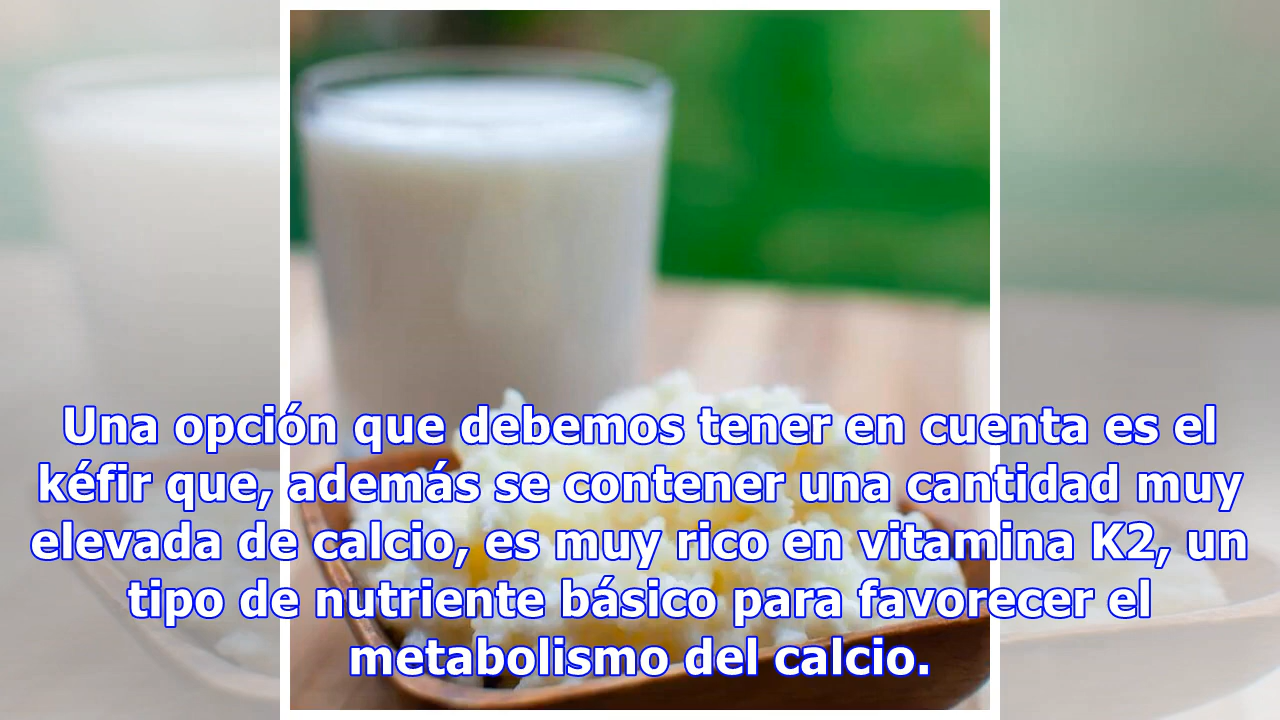 Una opción que debemos tener en cuenta es el
kéfir que, además se contener una cantidad muy
elevada de calcio, es muy rico en vitamina K2, un
tipo de nutriente básico para favorecer el
metabolismo del calcio.